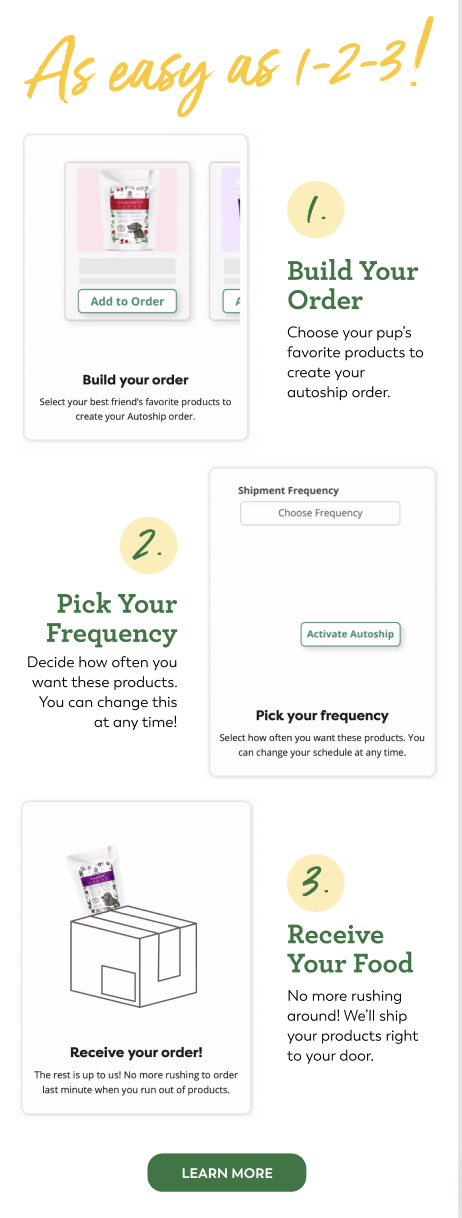 As easy as 1-2-3!
Add to Order
A
Build your order
Select your best friend's favorite products to
create your Autoship order.
1.
Build Your
Order
Choose your pup's
favorite products to
create your
autoship order.
2.
Pick Your
Frequency
Decide how often you
want these products.
You can change this
at any time!
Shipment Frequency
Choose Frequency
Activate Autoship
Pick your frequency
Select how often you want these products. You
can change your schedule at any time.
Receive your order!
The rest is up to us! No more rushing to order
last minute when you run out of products.
3.
Receive
Your Food
No more rushing
around! We'll ship
your products right
to your door.
LEARN MORE